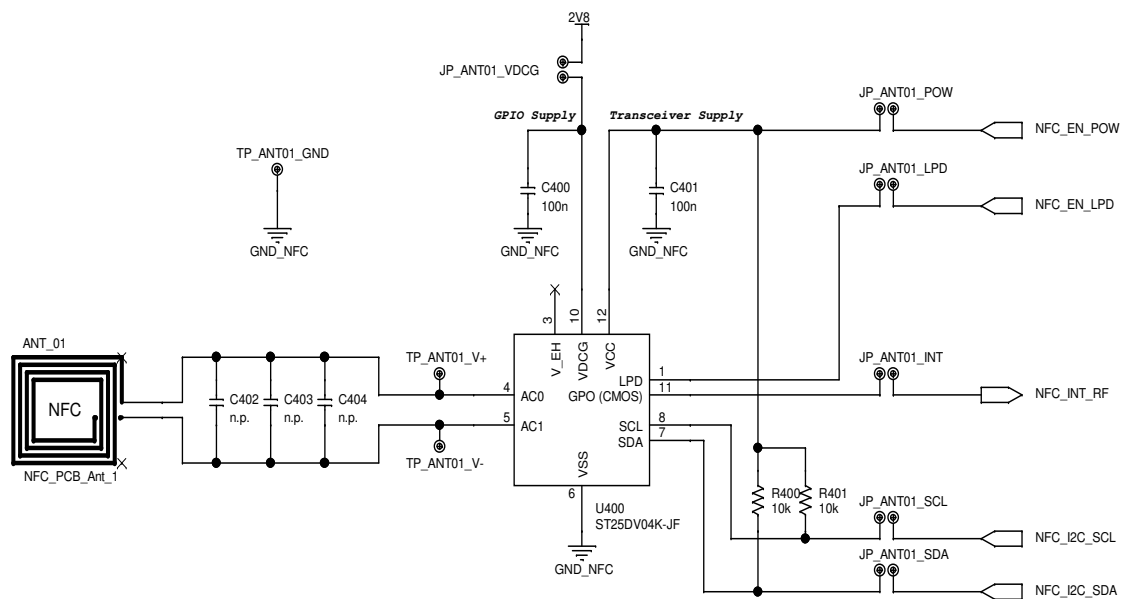 2V8
JP_ANT01_VDCG
JP_ANT01_POW
GPIO Supply
Transceiver Supply
NFC_EN_POW
TP_ANT01_GND
JP_ANT01_LPD
C400
100n
C401
100n
NFC_EN_LPD
GND_NFC
GND_NFC
GND_NFC
3
10
12
ANT_01
V_EH
VDCG
VCC
TP_ANT01_V+
JP_ANT01_INT
LPD
1
NFC
C402
n.p.
C403
n.p.
C404
n.p.
4
AC0
GPO (CMOS)
11
NFC_INT_RF
5
AC1
SCL
8
SDA
7
NFC_PCB_Ant_1
TP_ANT01_V-
VSS
6
U400
ST25DV04K-JF
R400
10k
R401
10k
JP_ANT01_SCL
NFC_I2C_SCL
GND_NFC
JP_ANT01_SDA
NFC_I2C_SDA